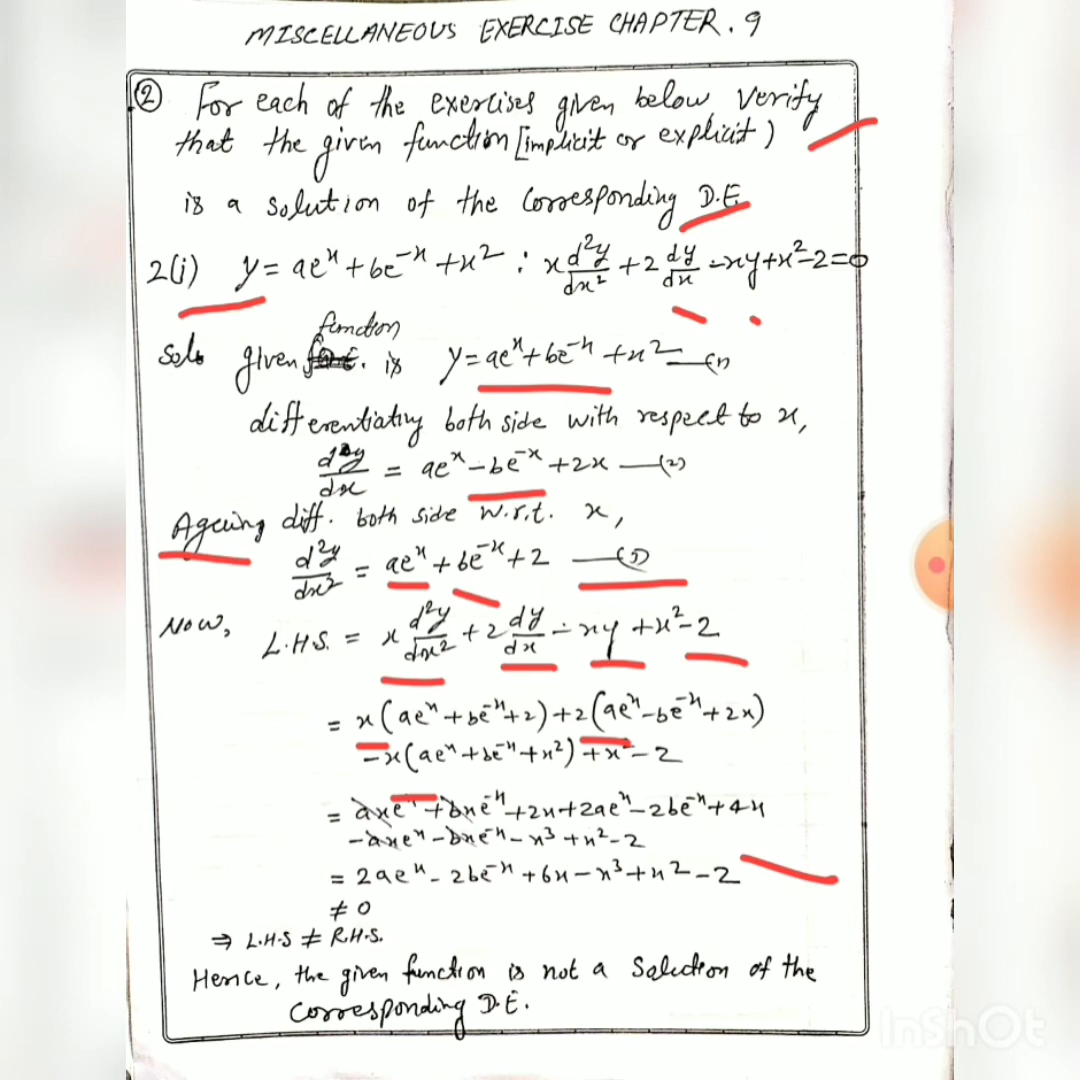 MISCELLANEOUS EXERCISE CHAPTER. 9
② For each of the exercises given below verify
that the given function [implicit or explicit)
is a solution of the corresponding D.E.
2(i) y = ae^x + be^-x + x^2 : x d^2y/dx^2 + 2 dy/dx - xy + x^2 - 2 = 0
function
Sol. given is y = ae^x + be^-x + x^2 —(1)
differentiating both side with respect to x,
dy/dx = ae^x - be^-x + 2x —(2)
diff. both side w.r.t. x,
d^2y/dx^2 = ae^x + be^-x + 2 —(3)
Now, L.H.S. = x d^2y/dx^2 + 2 dy/dx - xy + x^2 - 2
= x(ae^x + be^-x + 2) + 2(ae^x - be^-x + 2x)
- x(ae^x + be^-x + x^2) + x^2 - 2
= axe^x + bxe^-x + 2x + 2ae^x - 2be^-x + 4x
- axe^x - bxe^-x - x^3 + x^2 - 2
= 2ae^x - 2be^-x + 6x - x^3 + x^2 - 2
≠ 0
⇒ L.H.S ≠ R.H.S.
Hence, the given function is not a Solution of the
Corresponding D.E.
InShOt